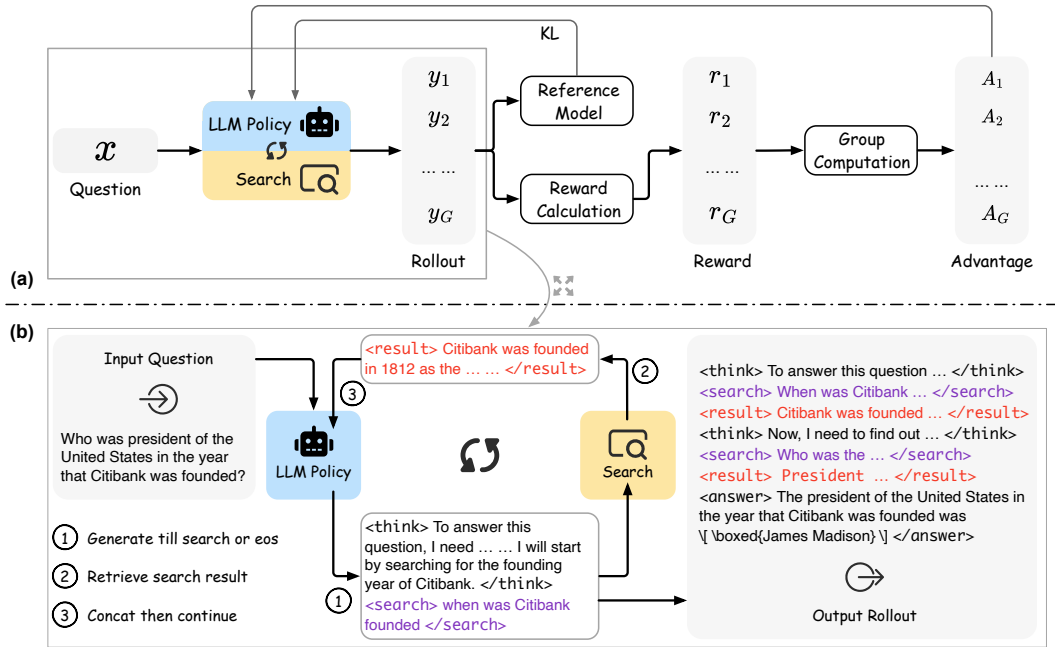 KL
x
Question
LLM Policy
Search
y1
y2
... ...
yG
Rollout
Reference
Model
Reward
Calculation
r1
r2
... ...
rG
Reward
Group
Computation
A1
A2
... ...
AG
Advantage
(a)
(b)
Input Question
Who was president of the
United States in the year
that Citibank was founded?
1 Generate till search or eos
2 Retrieve search result
3 Concat then continue
<result> Citibank was founded
in 1812 as the ... ... </result>
3
2
LLM Policy
Search
<think> To answer this
question, I need ... ... I will start
by searching for the founding
year of Citibank. </think>
<search> when was Citibank
founded </search>
1
<think> To answer this question ... </think>
<search> When was Citibank ... </search>
<result> Citibank was founded ... </result>
<think> Now, I need to find out ... </think>
<search> Who was the ... </search>
<result> President ... </result>
<answer> The president of the United States in
the year that Citibank was founded was
\[ \boxed{James Madison} \] </answer>
Output Rollout